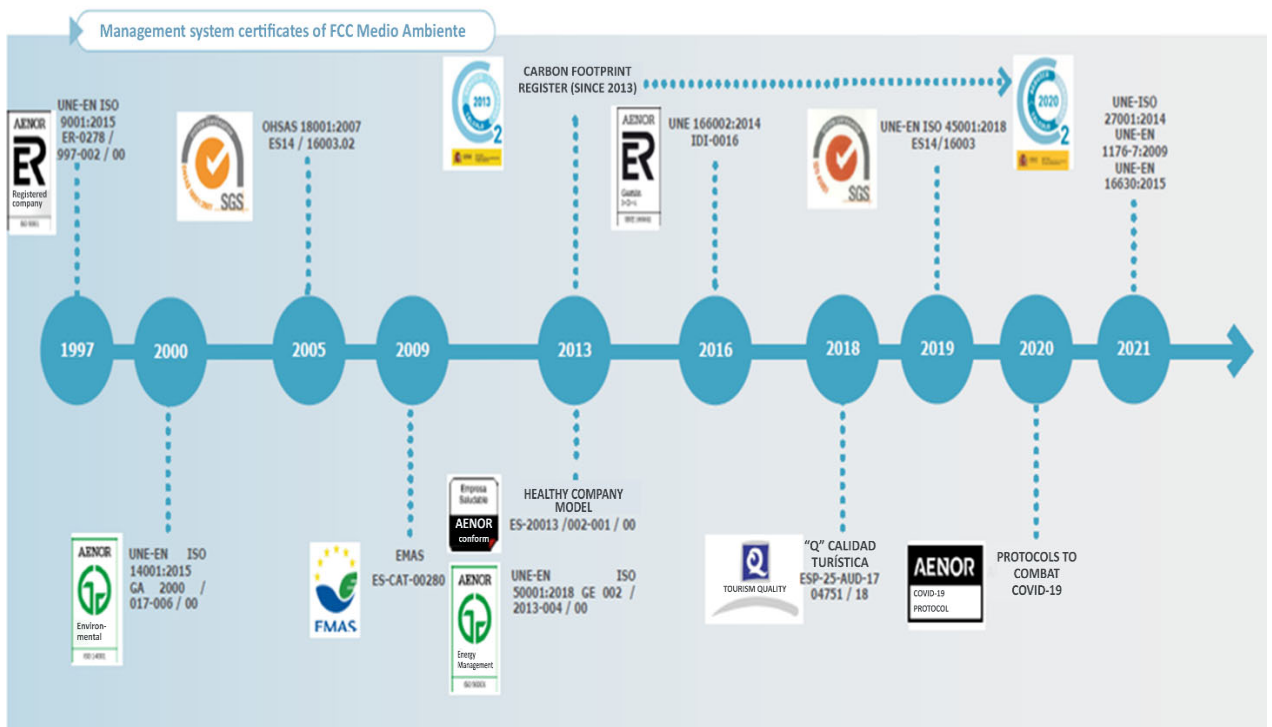 Management system certificates of FCC Medio Ambiente
AENOR
ER
Registered
company
UNE-EN ISO
9001:2015
ER-0278 /
997-002 / 00
SGS
OHSAS 18001:2007
ES14 / 16003.02
2013
2
CARBON FOOTPRINT
REGISTER (SINCE 2013)
AENOR
ER
UNE 166002:2014
IDI-0016
SGS
UNE-EN ISO 45001:2018
ES14/16003
2020
2
UNE-ISO
27001:2014
UNE-EN
1176-7:2009
UNE-EN
16630:2015
1997
2000
2005
2009
2013
2016
2018
2019
2020
2021
AENOR
Environ-
mental
ISO 14001
UNE-EN ISO
14001:2015
GA 2000 /
017-006 / 00
EMAS
EMAS
ES-CAT-00280
Empresa
Saludable
AENOR
conform
HEALTHY COMPANY
MODEL
ES-20013 /002-001 / 00
AENOR
Energy
Management
UNE-EN ISO
50001:2018 GE 002 /
2013-004 / 00
Q
TOURISM QUALITY
“Q” CALIDAD
TURÍSTICA
ESP-25-AUD-17
04751 / 18
AENOR
COVID-19
PROTOCOL
PROTOCOLS TO
COMBAT
COVID-19